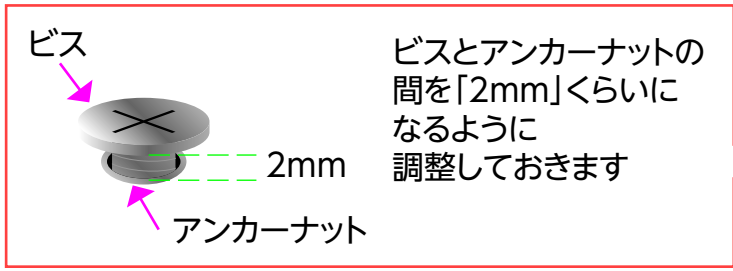 ビス
2mm
アンカーナット
ビスとアンカーナットの
間を｢2mm｣くらいに
なるように
調整しておきます